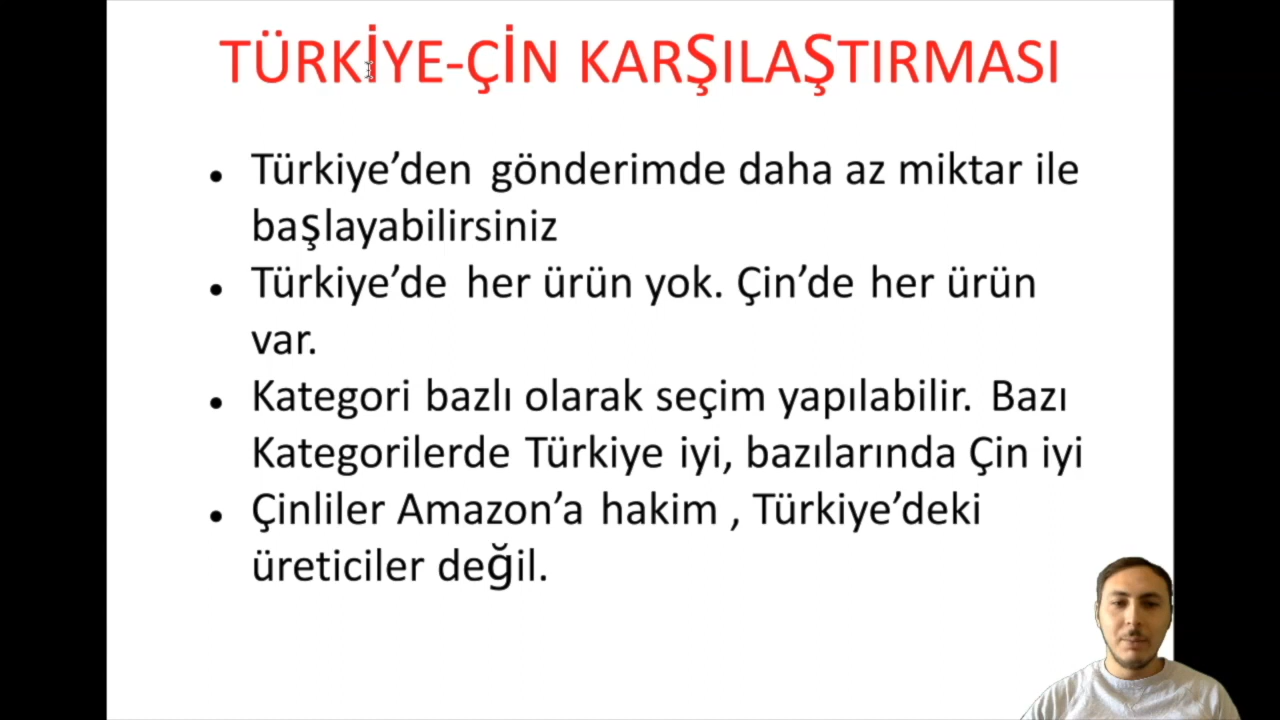 TÜRKİYE-ÇİN KARŞILAŞTIRMASI
Türkiye’den gönderimde daha az miktar ile
başlayabilirsiniz
Türkiye’de her ürün yok. Çin’de her ürün
var.
Kategori bazlı olarak seçim yapılabilir. Bazı
Kategorilerde Türkiye iyi, bazılarında Çin iyi
Çinliler Amazon’a hakim , Türkiye’deki
üreticiler değil.